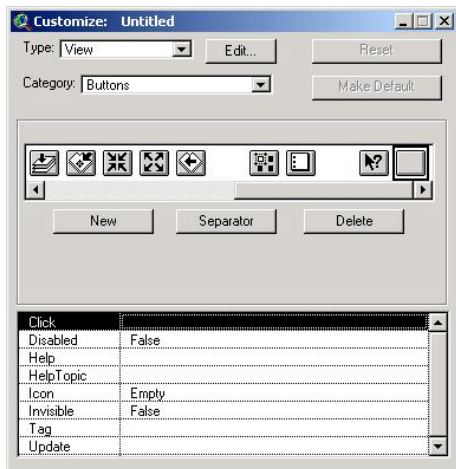 Customize: Untitled
Type: View Edit... Reset
Category: Buttons Make Default
New Separator Delete
Click
Disabled False
Help
HelpTopic
Icon Empty
Invisible False
Tag
Update